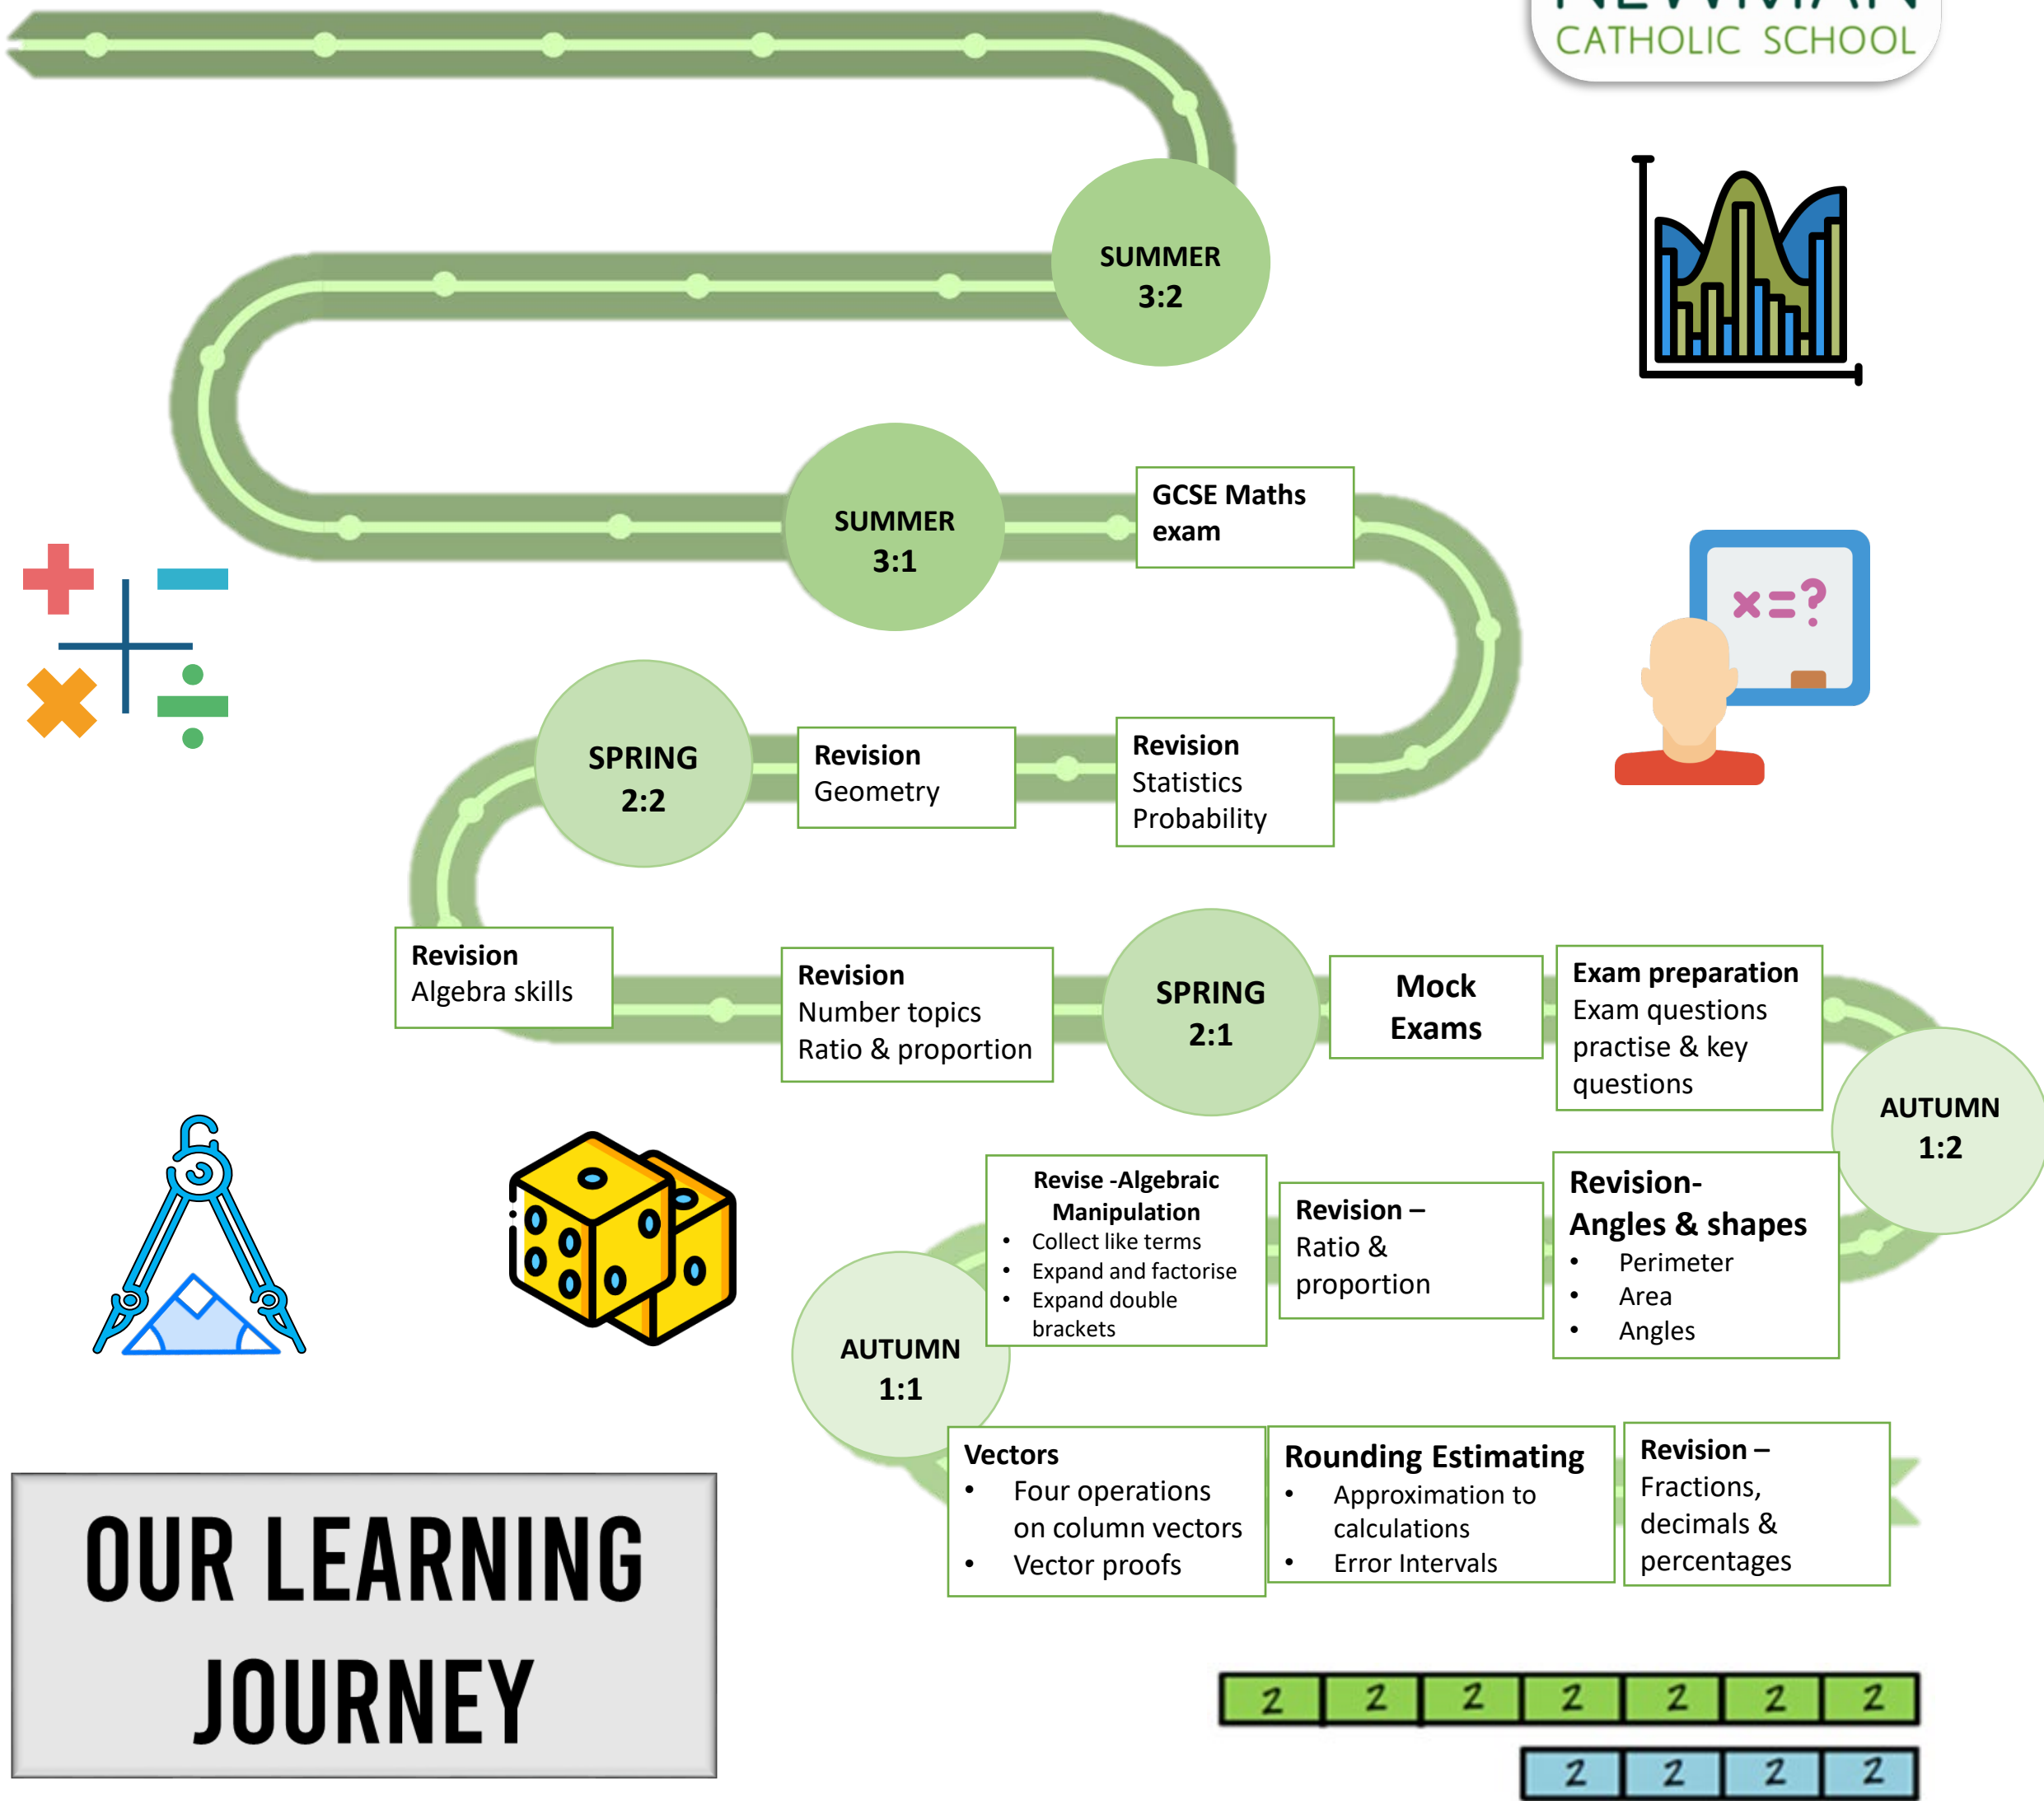 NEWMAN
CATHOLIC SCHOOL
SUMMER
3:2
GCSE Maths
exam
SUMMER
3:1
x=?
SPRING
2:2
Revision
Geometry
Revision
Statistics
Probability
Revision
Algebra skills
Revision
Number topics
Ratio & proportion
SPRING
2:1
Mock
Exams
Exam preparation
Exam questions
practise & key
questions
AUTUMN
1:2
Revise -Algebraic
Manipulation
• Collect like terms
• Expand and factorise
• Expand double
brackets
Revision –
Ratio &
proportion
Revision-
Angles & shapes
• Perimeter
• Area
• Angles
AUTUMN
1:1
Vectors
• Four operations
on column vectors
• Vector proofs
Rounding Estimating
• Approximation to
calculations
• Error Intervals
Revision –
Fractions,
decimals &
percentages
OUR LEARNING
JOURNEY
2 2 2 2 2 2 2
2 2 2 2